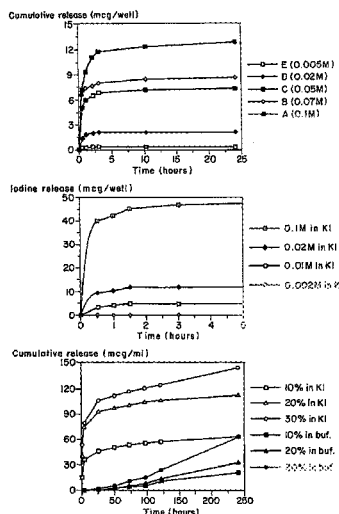 Cumulative release (mcg/well)
15
12
9
6
3
0
0 5 10 15 20 25
Time (hours)
E (0.005M)
D (0.02M)
C (0.05M)
B (0.07M)
A (0.1M)
Iodine release (mcg/well)
50
40
30
20
10
0
0 1 2 3 4
Time (hours)
0.1M in KI
0.02M in KI
0.01M in KI
0.002M in K
Cumulative release (mcg/ml)
150
120
90
60
30
0
0 50 100 150 200 250
Time (hours)
10% in KI
20% in KI
30% in KI
10% in buf.
20% in buf.